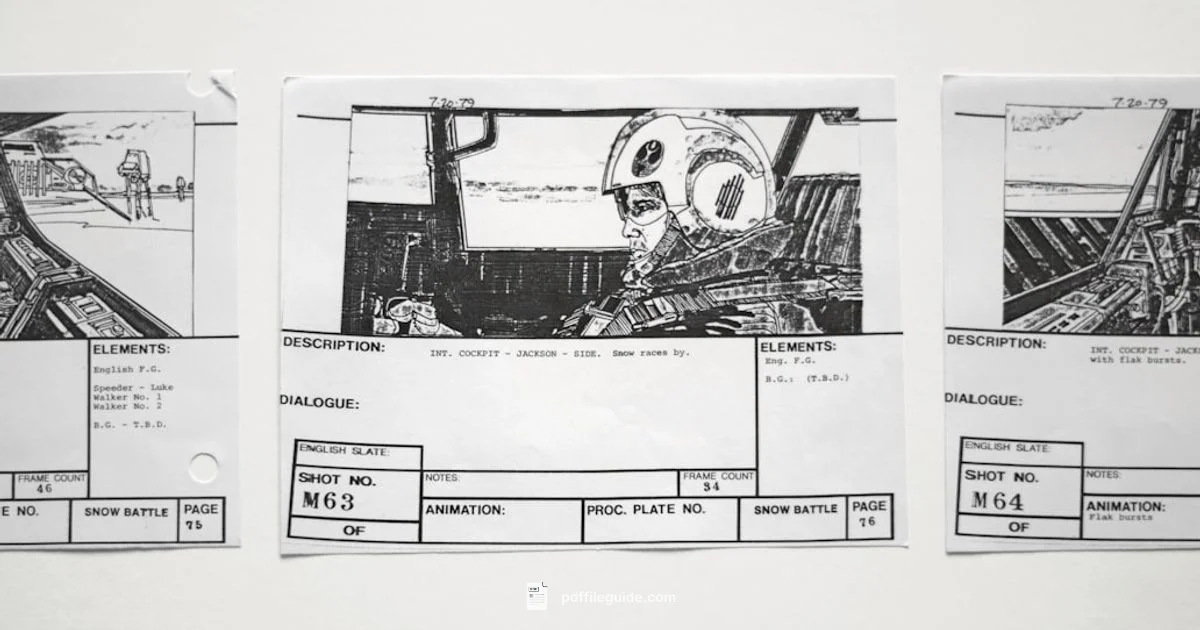 ELEMENTS:
English F.G.
Speeder - Luke
Walker No. 1
Walker No. 2
B.G. - T.B.D.
FRAME COUNT
46
E NO.
SNOW BATTLE
PAGE
75
7-20-79
DESCRIPTION:
INT. COCKPIT - JACKSON - SIDE.  Snow races by.
ELEMENTS:
Eng. F.G.
B.G.:  (T.B.D.)
DIALOGUE:
ENGLISH SLATE:
SHOT NO.
M63
OF
NOTES:
FRAME COUNT
34
ANIMATION:
PROC. PLATE NO.
SNOW BATTLE
PAGE
76
7-20-79
DESCRIPTION:
INT. COCKPIT - JACK
with flak bursts.
DIALOGUE:
ENGLISH SLATE:
SHOT NO.
M64
OF
NOTES:
ANIMATION:
Flak bursts
pdffileguide.com